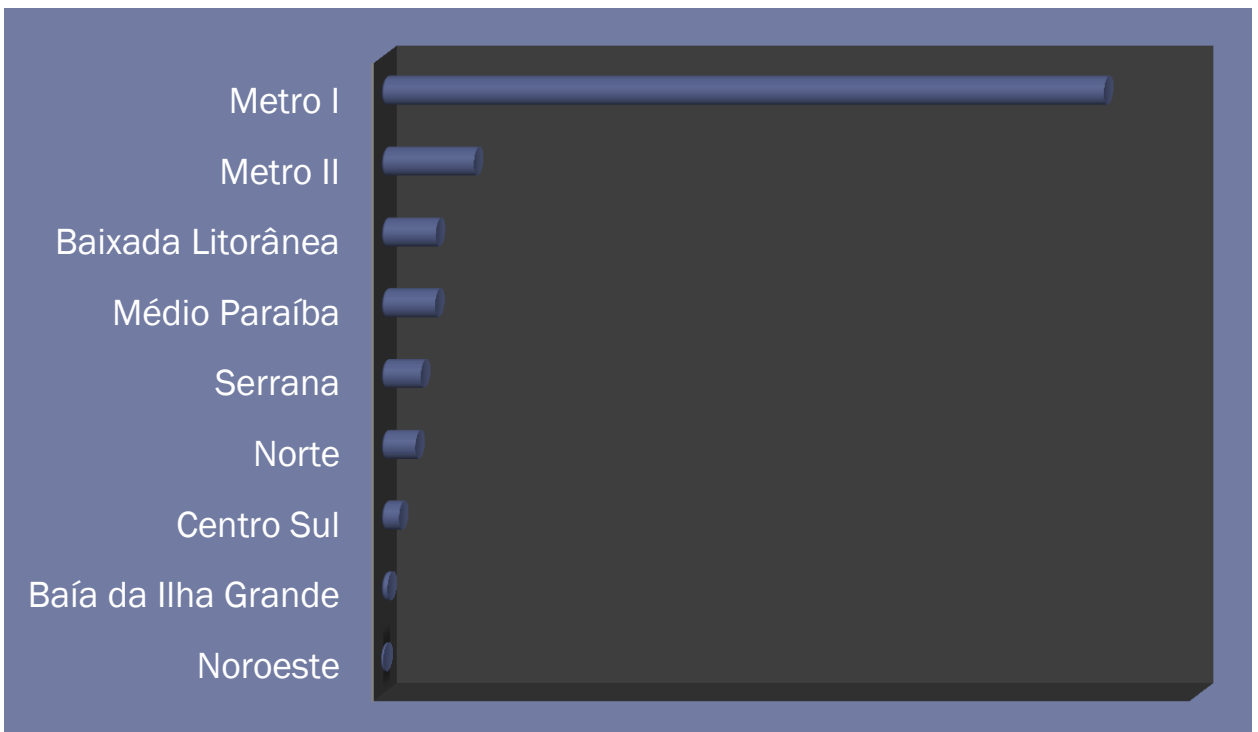 Metro I
Metro II
Baixada Litorânea
Médio Paraíba
Serrana
Norte
Centro Sul
Baía da Ilha Grande
Noroeste